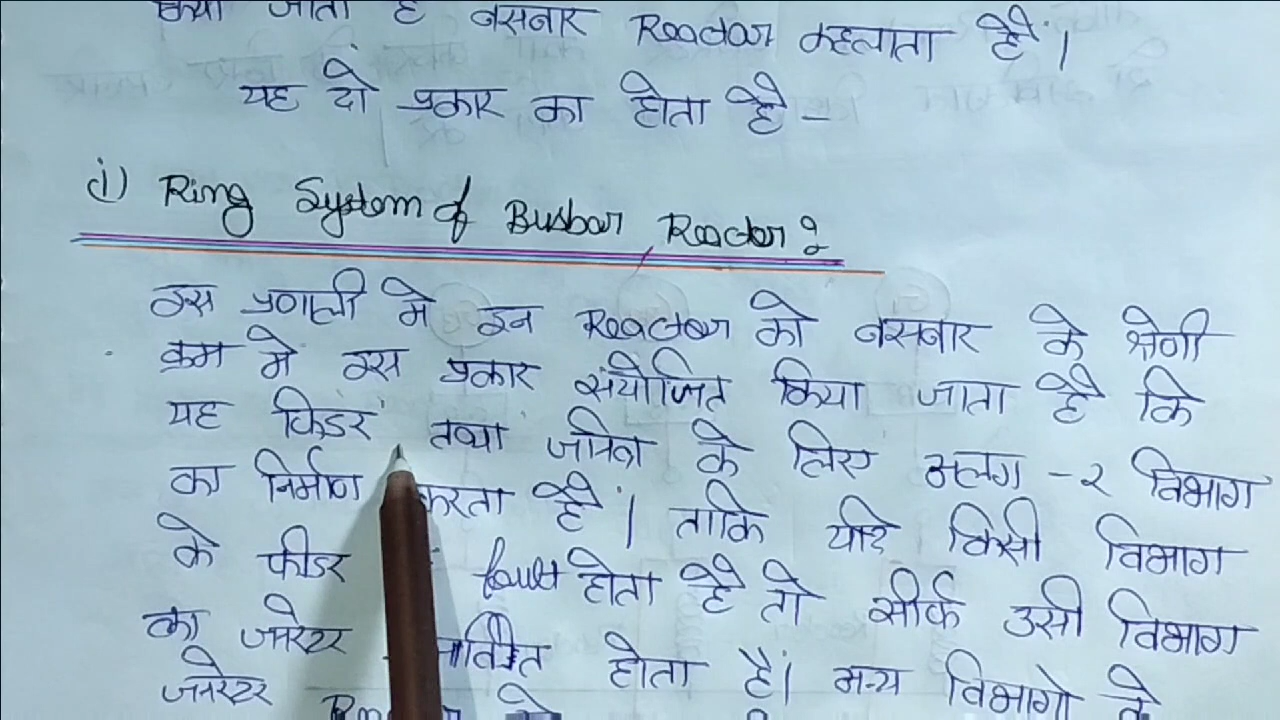 किया जाता है बसबार Reactor कहलाता है।
यह दो प्रकार का होता है –
i) Ring System of Busbar Reactor :
इस प्रणाली में इन Reactor को बसबार के श्रेणी
क्रम में इस प्रकार संयोजित किया जाता है कि
यह फिडर तथा जनित्र के लिए अलग -२ विभाग
का निर्माण करता है। ताकि यदि किसी विभाग
के फीडर fault होता है तो सीर्फ उसी विभाग
का जनरेटर होता है। अन्य विभागो के
जनरेटर